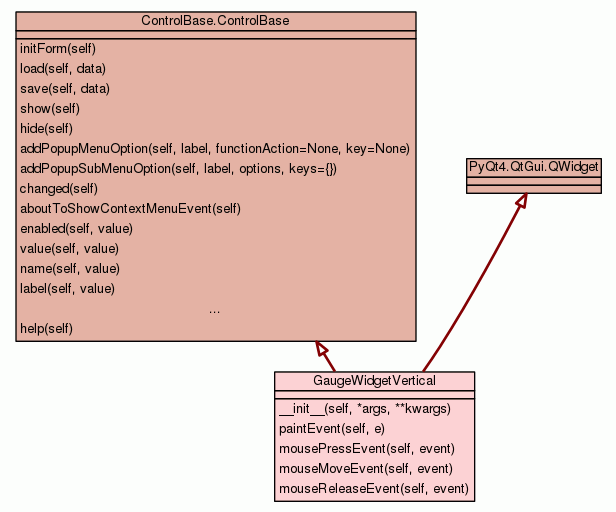 ControlBase.ControlBase
initForm(self)
load(self, data)
save(self, data)
show(self)
hide(self)
addPopupMenuOption(self, label, functionAction=None, key=None)
addPopupSubMenuOption(self, label, options, keys={})
changed(self)
aboutToShowContextMenuEvent(self)
enabled(self, value)
value(self, value)
name(self, value)
label(self, value)
...
help(self)
PyQt4.QtGui.QWidget
GaugeWidgetVertical
__init__(self, *args, **kwargs)
paintEvent(self, e)
mousePressEvent(self, event)
mouseMoveEvent(self, event)
mouseReleaseEvent(self, event)